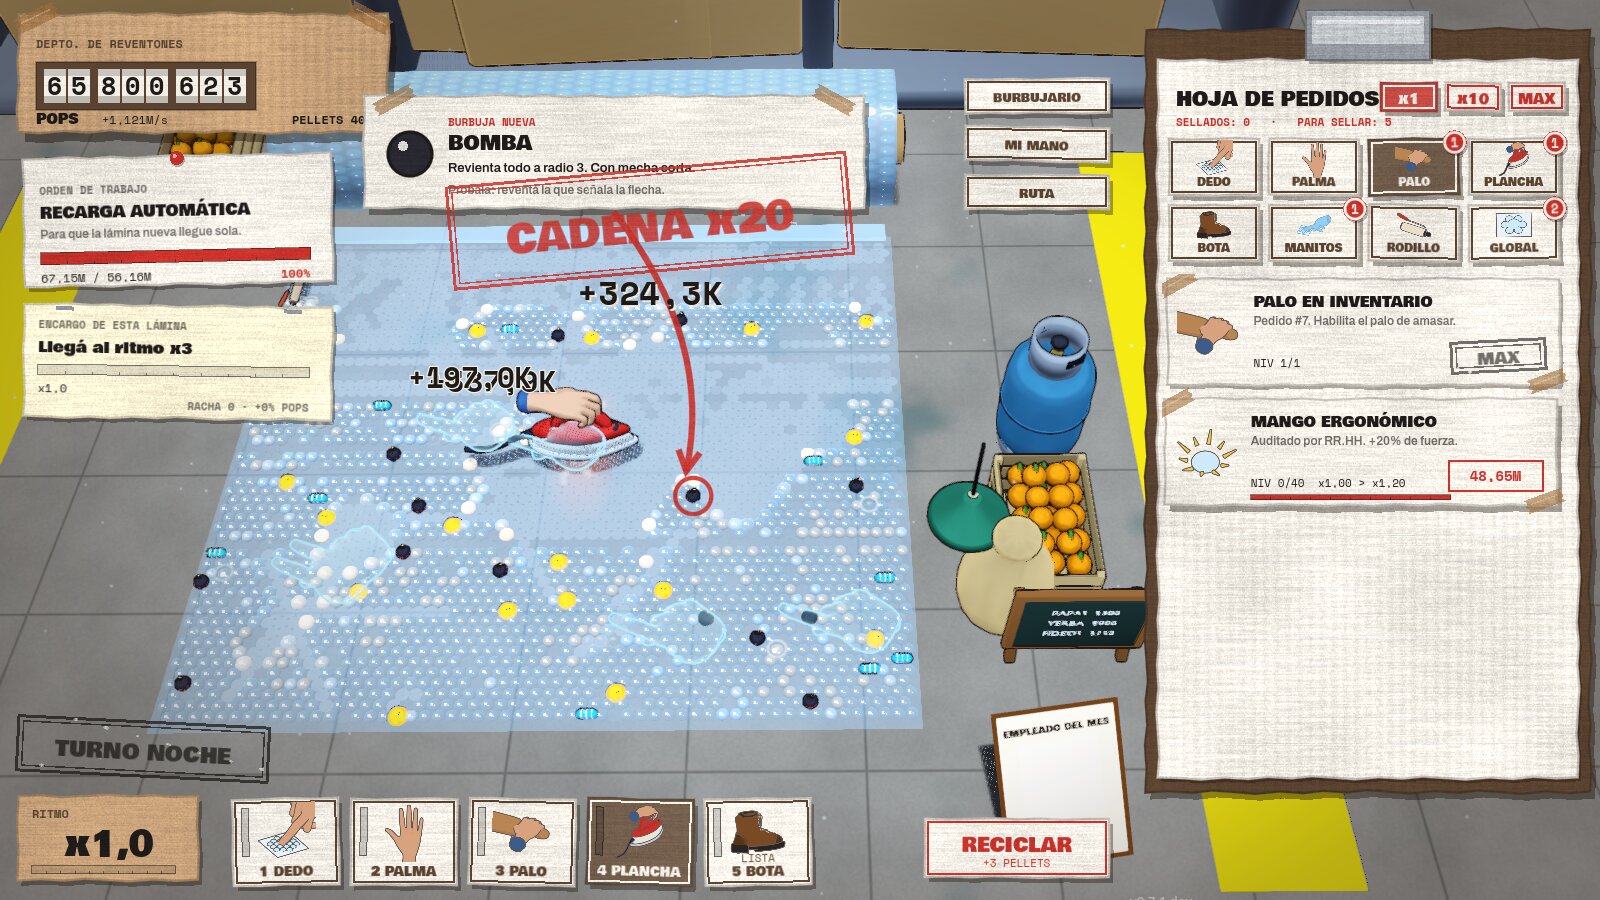 DEPTO. DE REVENTONES
65 800 623
POPS +1,121M/s PELLETS 40
ORDEN DE TRABAJO
RECARGA AUTOMÁTICA
Para que la lámina nueva llegue sola.
67,15M / 56,16M 100%
ENCARGO DE ESTA LÁMINA
Llegá al ritmo x3
x1,0
RACHA 0 · +0% POPS
BURBUJA NUEVA
BOMBA
Revienta todo a radio 3. Con mecha corta.
Probala: reventá la que señala la flecha.
CADENA x20
+324,3K
BURBUJARIO
MI MANO
RUTA
HOJA DE PEDIDOS
x1
x10
MAX
SELLADOS: 0 · PARA SELLAR: 5
DEDO
PALMA
PALO
1
PLANCHA
1
BOTA
MANITOS
1
RODILLO
GLOBAL
2
PALO EN INVENTARIO
Pedido #7. Habilita el palo de amasar.
NIV 1/1
MAX
MANGO ERGONÓMICO
Auditado por RR.HH. +20% de fuerza.
NIV 0/40 x1,00 > x1,20
48,65M
EMPLEADO DEL MES
TURNO NOCHE
RITMO
x1,0
1 DEDO
2 PALMA
3 PALO
4 PLANCHA
LISTA
5 BOTA
RECICLAR
+3 PELLETS